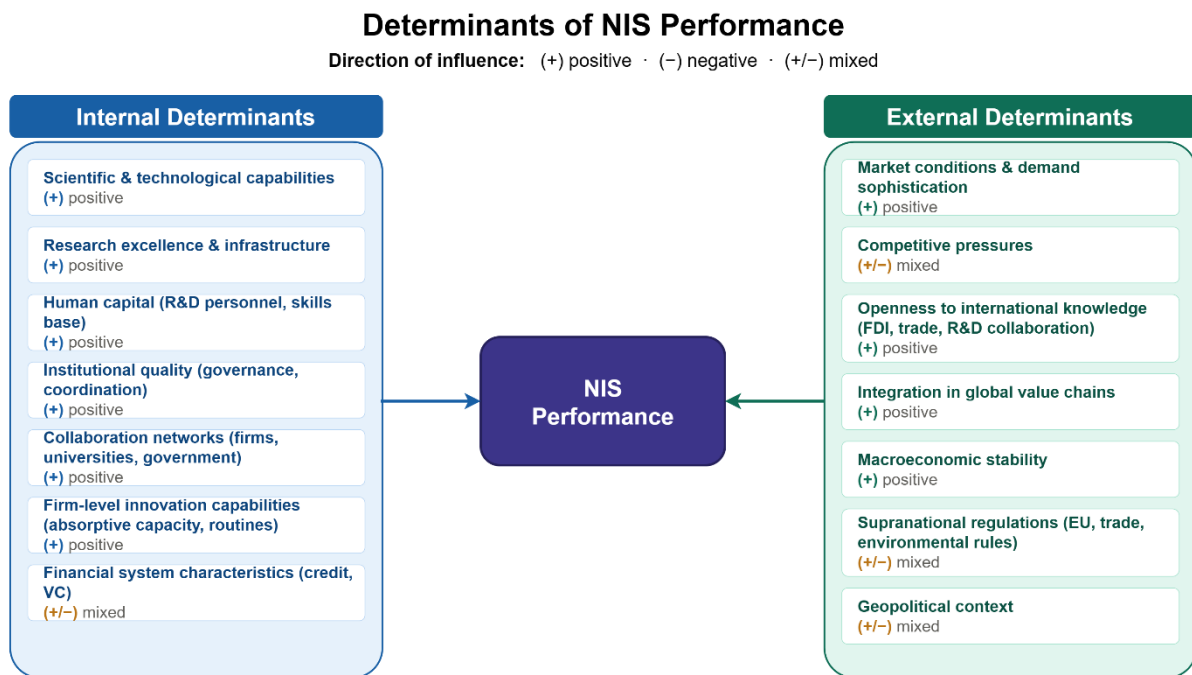 Determinants of NIS Performance
Direction of influence: (+) positive · (−) negative · (+/−) mixed
Internal Determinants
Scientific & technological capabilities
(+) positive
Research excellence & infrastructure
(+) positive
Human capital (R&D personnel, skills
base)
(+) positive
Institutional quality (governance,
coordination)
(+) positive
Collaboration networks (firms,
universities, government)
(+) positive
Firm-level innovation capabilities
(absorptive capacity, routines)
(+) positive
Financial system characteristics (credit,
VC)
(+/−) mixed
NIS
Performance
External Determinants
Market conditions & demand
sophistication
(+) positive
Competitive pressures
(+/−) mixed
Openness to international knowledge
(FDI, trade, R&D collaboration)
(+) positive
Integration in global value chains
(+) positive
Macroeconomic stability
(+) positive
Supranational regulations (EU, trade,
environmental rules)
(+/−) mixed
Geopolitical context
(+/−) mixed